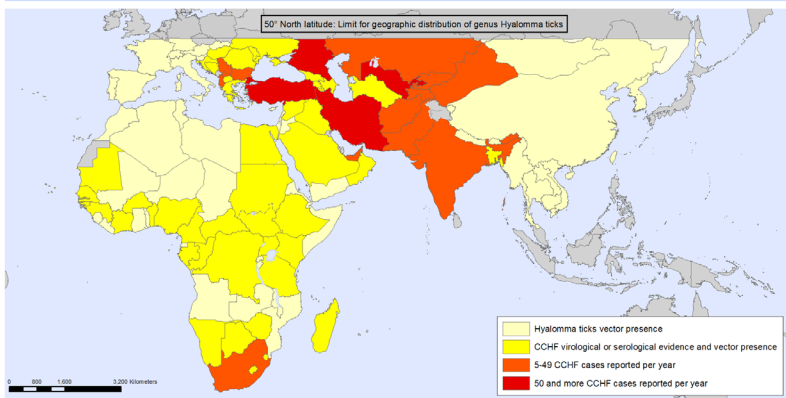 50° North latitude: Limit for geographic distribution of genus Hyalomma ticks
Hyalomma ticks vector presence
CCHF virological or serological evidence and vector presence
5-49 CCHF cases reported per year
50 and more CCHF cases reported per year
0 800 1,600 3,200 Kilometers